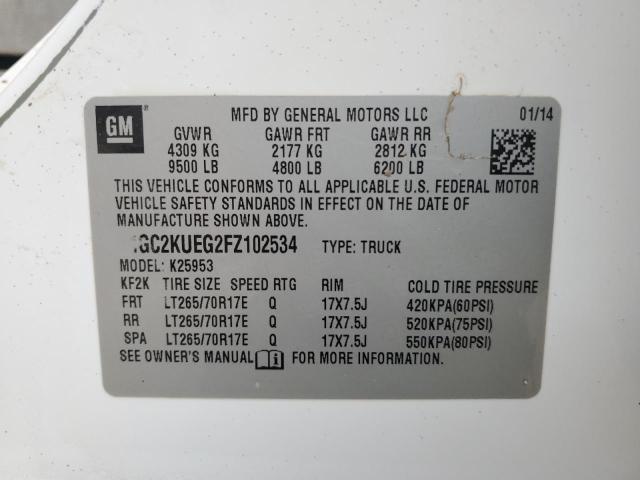 GM
MFD BY GENERAL MOTORS LLC 01/14
GVWR GAWR FRT GAWR RR
4309 KG 2177 KG 2812 KG
9500 LB 4800 LB 6200 LB
THIS VEHICLE CONFORMS TO ALL APPLICABLE U.S. FEDERAL MOTOR
VEHICLE SAFETY STANDARDS IN EFFECT ON THE DATE OF
MANUFACTURE SHOWN ABOVE.
GC2KUEG2FZ102534 TYPE: TRUCK
MODEL: K25953
KF2K TIRE SIZE SPEED RTG RIM COLD TIRE PRESSURE
FRT LT265/70R17E Q 17X7.5J 420KPA(60PSI)
RR LT265/70R17E Q 17X7.5J 520KPA(75PSI)
SPA LT265/70R17E Q 17X7.5J 550KPA(80PSI)
SEE OWNER'S MANUAL FOR MORE INFORMATION.